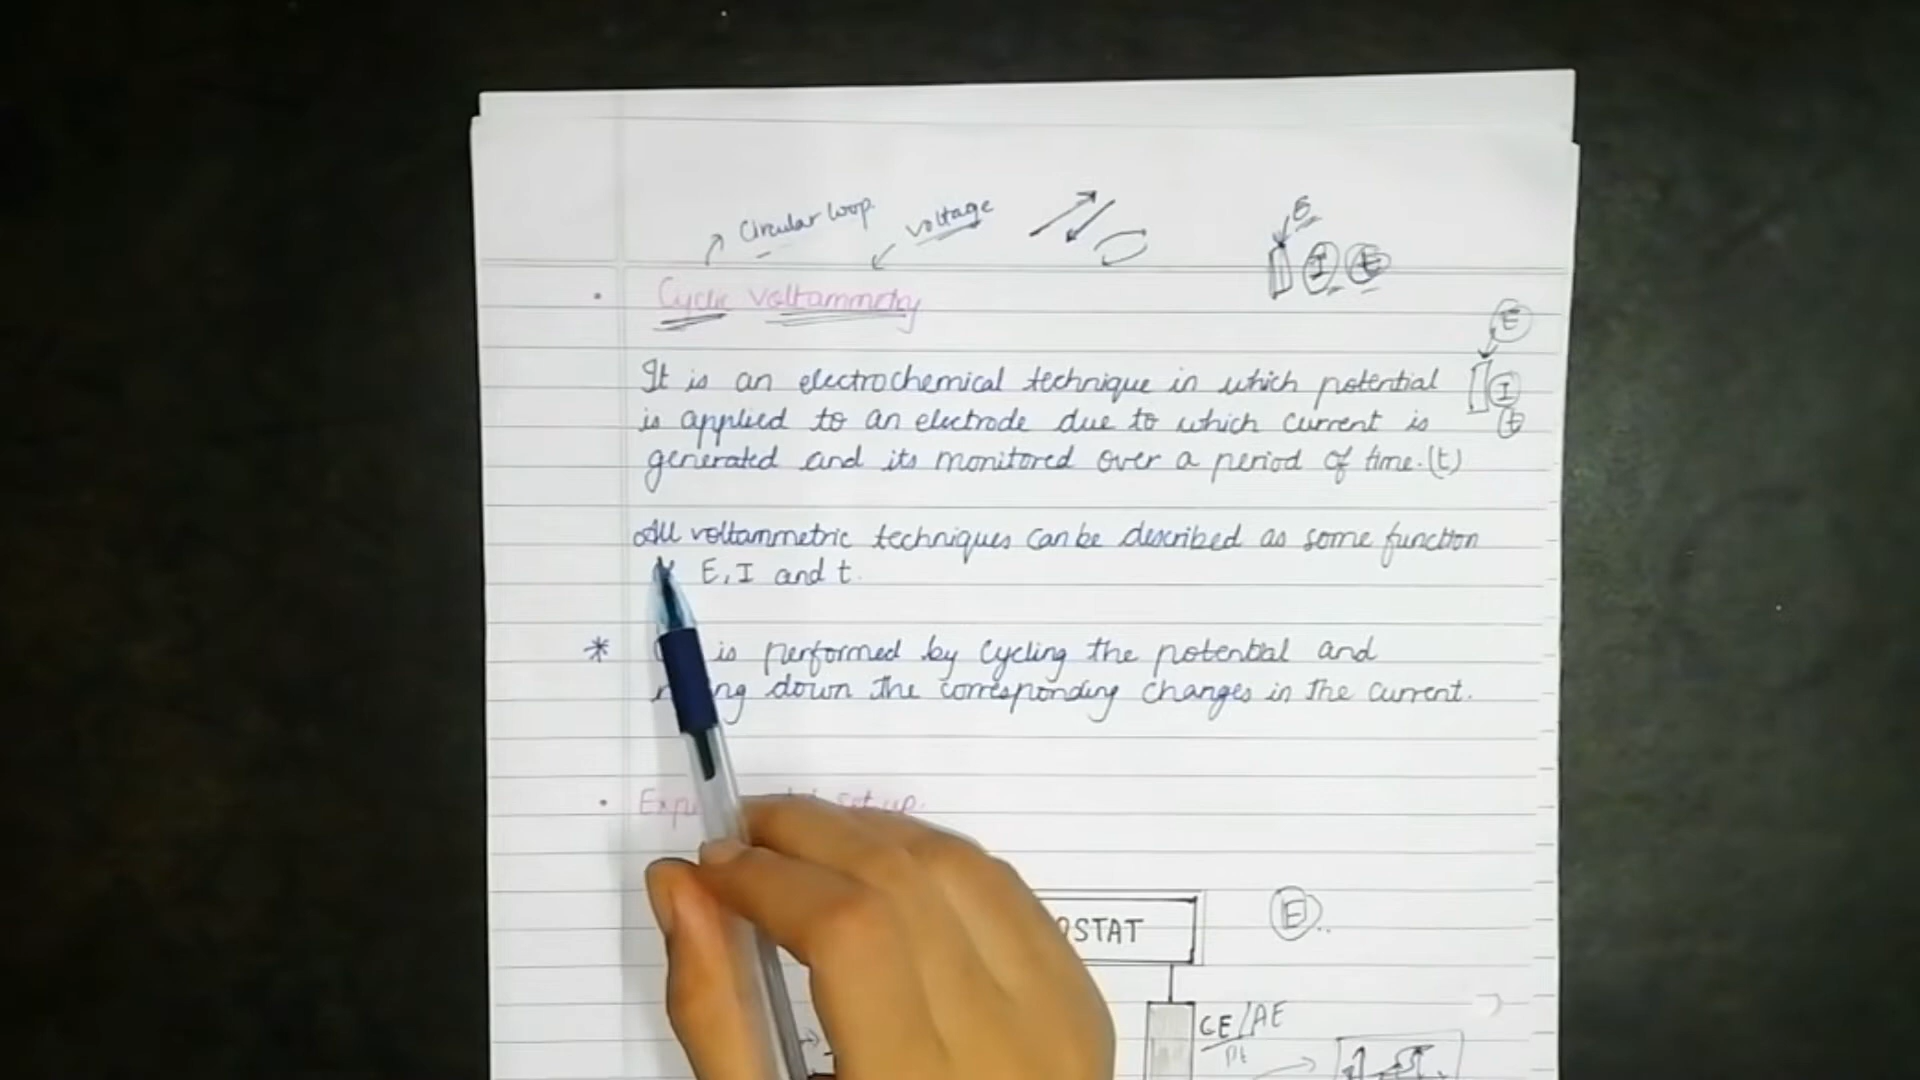 Circular loop.
voltage
E
I E
Cyclic Voltammetry
E
It is an electrochemical technique in which potential
I
is applied to an electrode due to which current is
t
generated and its monitored over a period of time.(t)
All voltammetric techniques can be described as some function
E, I and t.
* is performed by cycling the potential and
down the corresponding changes in the current.
set up.
OSTAT
E..
CE/AE
Pt